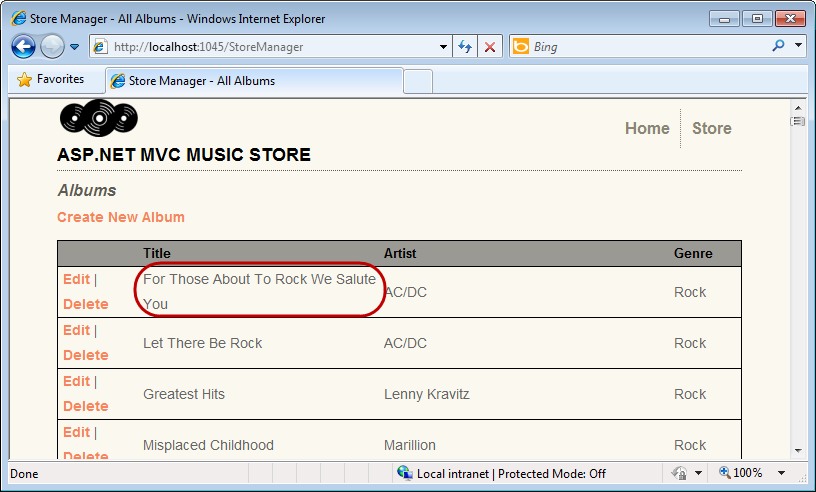 Store Manager - All Albums - Windows Internet Explorer
http://localhost:1045/StoreManager
Bing
Favorites
Store Manager - All Albums
Home
Store
ASP.NET MVC MUSIC STORE
Albums
Create New Album
Title Artist Genre
Edit |
Delete
For Those About To Rock We Salute
You
AC/DC
Rock
Edit |
Delete
Let There Be Rock
AC/DC
Rock
Edit |
Delete
Greatest Hits
Lenny Kravitz
Rock
Edit |
Delete
Misplaced Childhood
Marillion
Rock
Done
Local intranet | Protected Mode: Off
100%